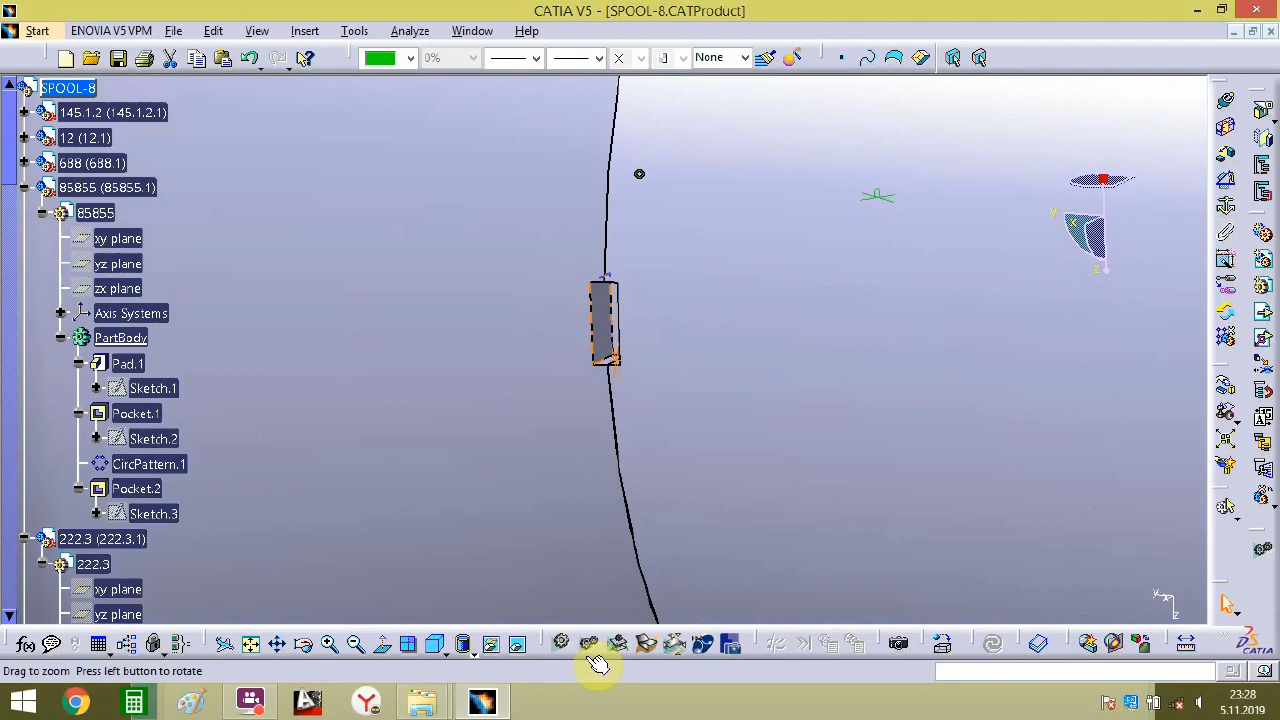 CATIA V5 - [SPOOL-8.CATProduct]
Start ENOVIA V5 VPM File Edit View Insert Tools Analyze Window Help
0% None
SPOOL-8
145.1.2 (145.1.2.1)
12 (12.1)
688 (688.1)
85855 (85855.1)
85855
xy plane
yz plane
zx plane
Axis Systems
PartBody
Pad.1
Sketch.1
Pocket.1
Sketch.2
CircPattern.1
Pocket.2
Sketch.3
222.3 (222.3.1)
222.3
xy plane
yz plane
y
x
z
y x
z
CATIA
Drag to zoom Press left button to rotate
23:28
5.11.2019